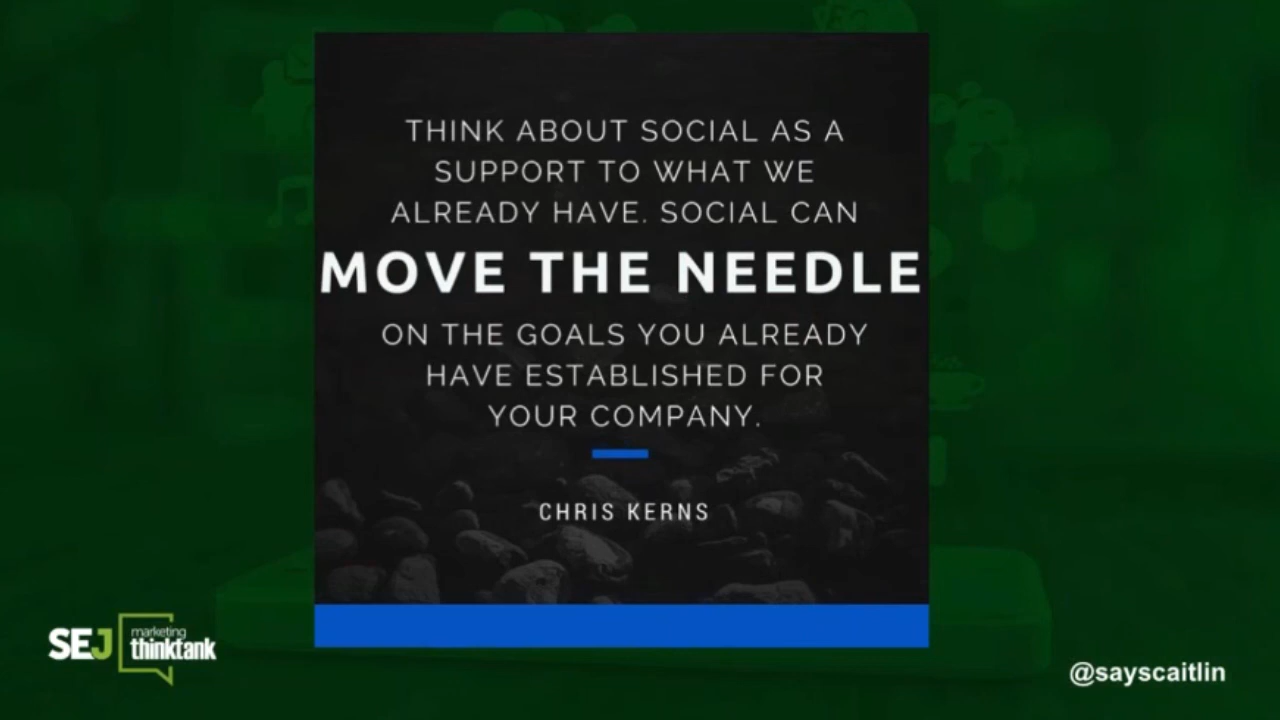 THINK ABOUT SOCIAL AS A
SUPPORT TO WHAT WE
ALREADY HAVE. SOCIAL CAN
MOVE THE NEEDLE
ON THE GOALS YOU ALREADY
HAVE ESTABLISHED FOR
YOUR COMPANY.
CHRIS KERNS
SEJ
marketing
thinktank
@sayscaitlin